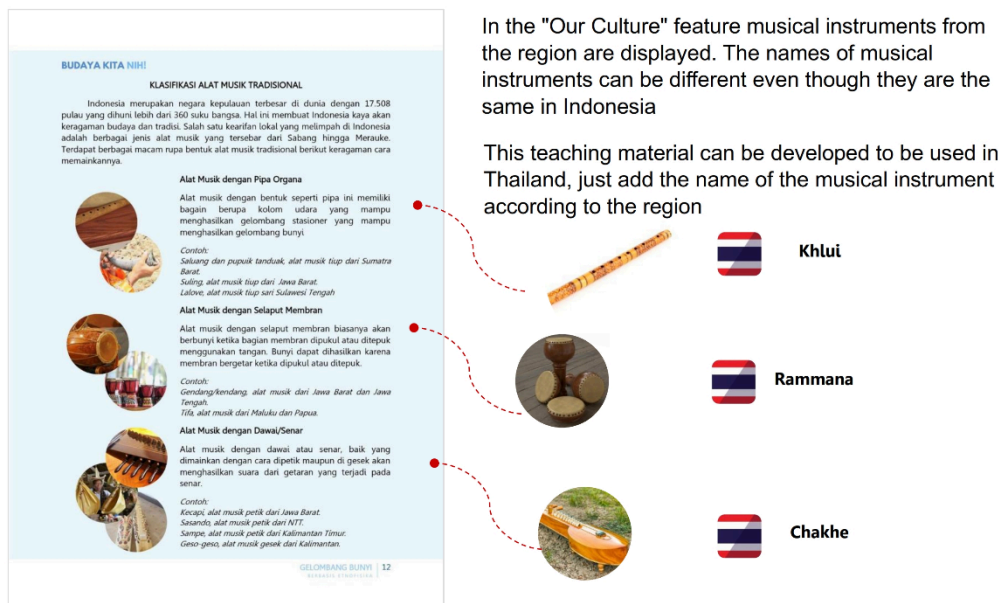 BUDAYA KITA NIH!
KLASIFIKASI ALAT MUSIK TRADISIONAL
Indonesia merupakan negara kepulauan terbesar di dunia dengan 17.508
pulau yang dihuni lebih dari 360 suku bangsa. Hal ini membuat Indonesia kaya akan
keragaman budaya dan tradisi. Salah satu kearifan lokal yang melimpah di Indonesia
adalah berbagai jenis alat musik yang tersebar dari Sabang hingga Merauke.
Terdapat berbagai macam rupa bentuk alat musik tradisional berikut keragaman cara
memainkannya.
Alat Musik dengan Pipa Organa
Alat musik dengan bentuk seperti pipa ini memiliki
bagain berupa kolom udara yang mampu
menghasilkan gelombang stasioner yang mampu
menghasilkan gelombang bunyi
Contoh:
Saluang dan pupuik tanduak, alat musik tiup dari Sumatra
Barat.
Suling, alat musik tiup dari Jawa Barat.
Lalove, alat musik tiup sari Sulawesi Tengah
Alat Musik dengan Selaput Membran
Alat musik dengan selaput membran biasanya akan
berbunyi ketika bagian membran dipukul atau ditepuk
menggunakan tangan. Bunyi dapat dihasilkan karena
membran bergetar ketika dipukul atau ditepuk.
Contoh:
Gendang/kendang, alat musik dari Jawa Barat dan Jawa
Tengah.
Tifa, alat musik dari Maluku dan Papua.
Alat Musik dengan Dawai/Senar
Alat musik dengan dawai atau senar, baik yang
dimainkan dengan cara dipetik maupun di gesek akan
menghasilkan suara dari getaran yang terjadi pada
senar.
Contoh:
Kecapi, alat musik petik dari Jawa Barat.
Sasando, alat musik petik dari NTT.
Sampe, alat musik petik dari Kalimantan Timur.
Geso-geso, alat musik gesek dari Kalimantan.
GELOMBANG BUNYI 12
BERBASIS ETNOFISIKA
In the "Our Culture" feature musical instruments from
the region are displayed. The names of musical
instruments can be different even though they are the
same in Indonesia
This teaching material can be developed to be used in
Thailand, just add the name of the musical instrument
according to the region
Khlui
Rammana
Chakhe